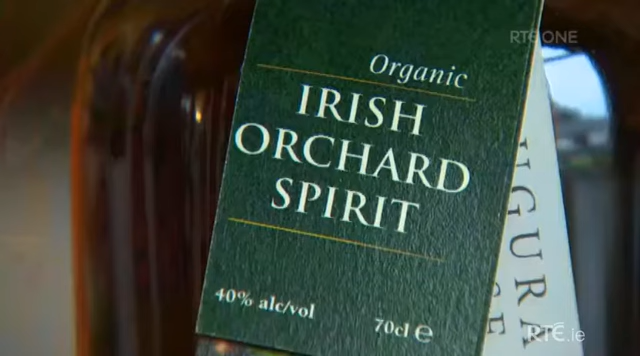 RTÉ ONE
Organic
IRISH
ORCHARD
SPIRIT
40% alc/vol
70cl e
RTÉ.ie